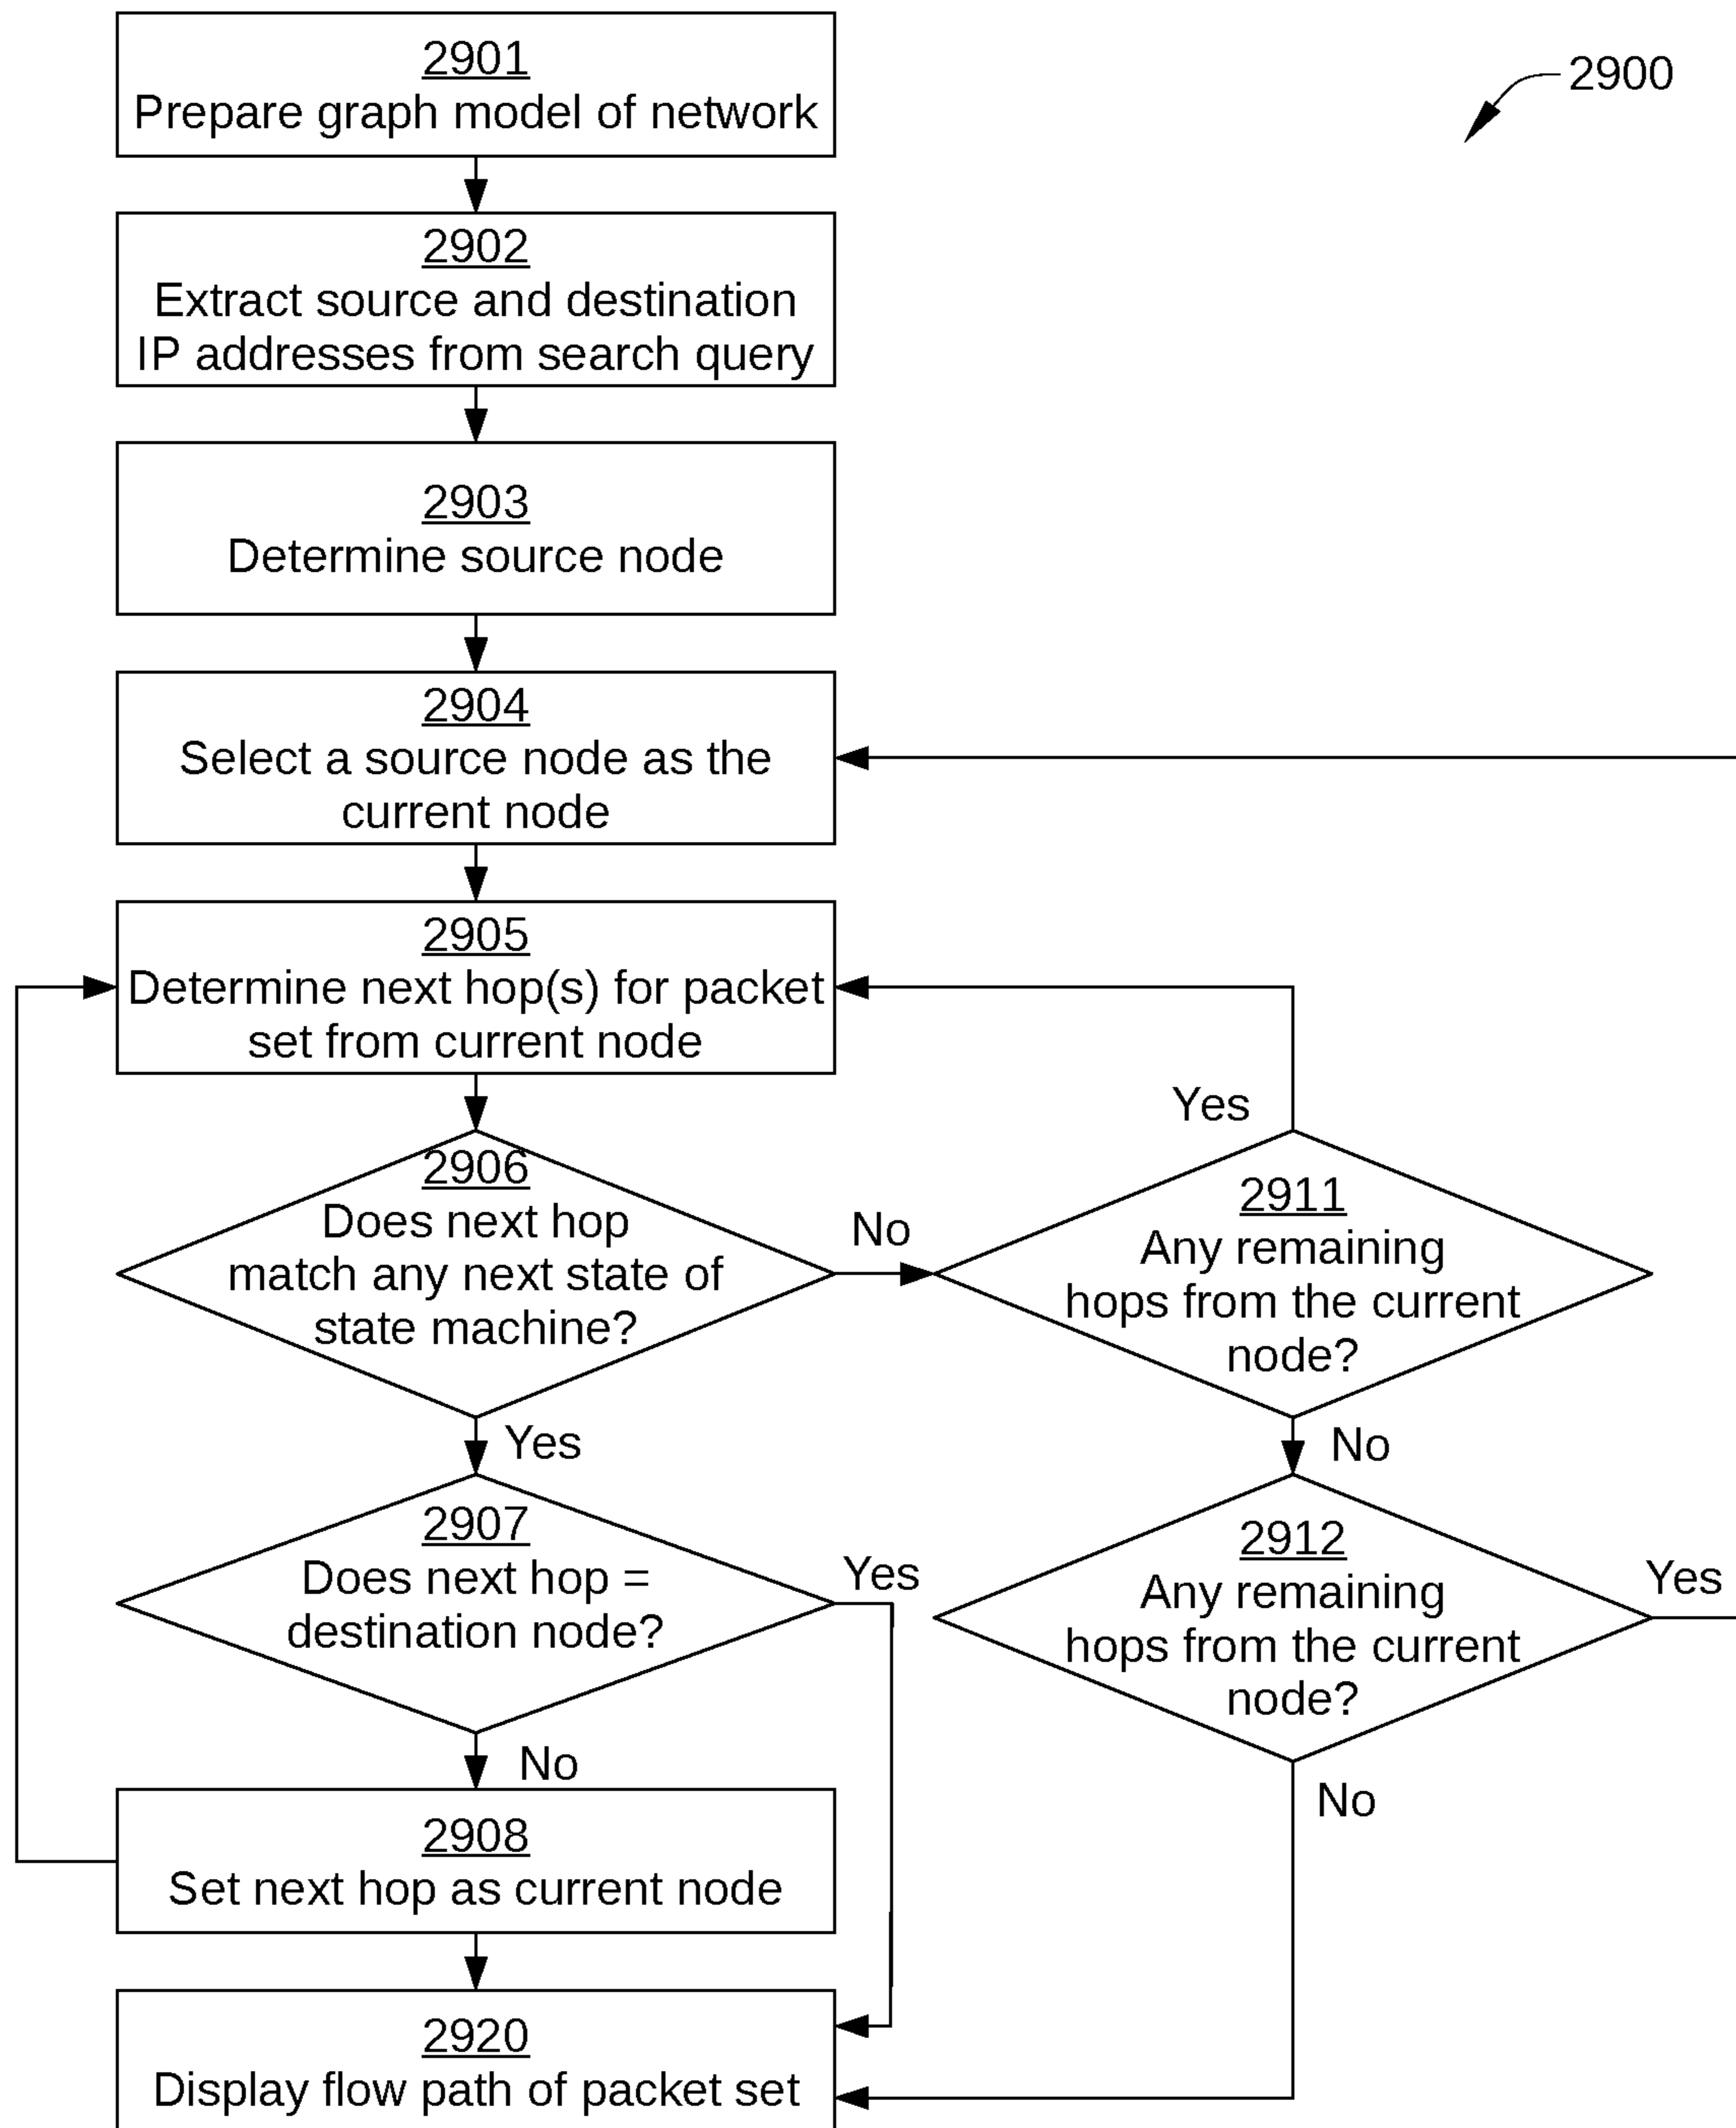 2900
2901
Prepare graph model of network
2902
Extract source and destination
IP addresses from search query
2903
Determine source node
2904
Select a source node as the
current node
2905
Determine next hop(s) for packet
set from current node
2906
Does next hop
match any next state of
state machine?
No
Yes
2911
Any remaining
hops from the current
node?
Yes
No
2907
Does next hop =
destination node?
Yes
No
2912
Any remaining
hops from the current
node?
Yes
No
2908
Set next hop as current node
2920
Display flow path of packet set